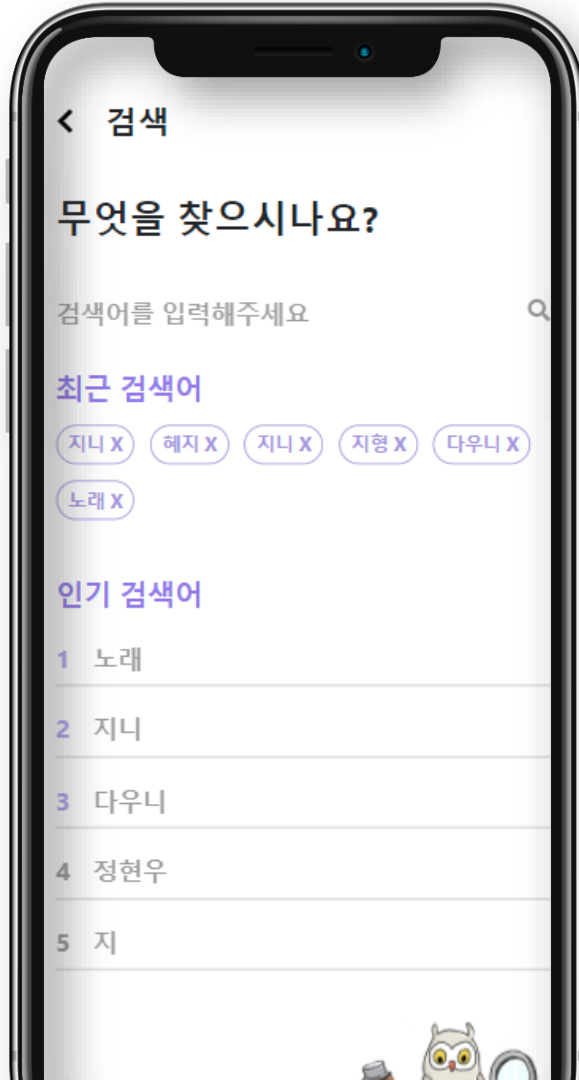 검색
무엇을 찾으시나요?
검색어를 입력해주세요
최근 검색어
지니 X 헤지 X 지니 X 지형 X 다우니 X
노래 X
인기 검색어
1 노래
2 지니
3 다우니
4 정현우
5 지